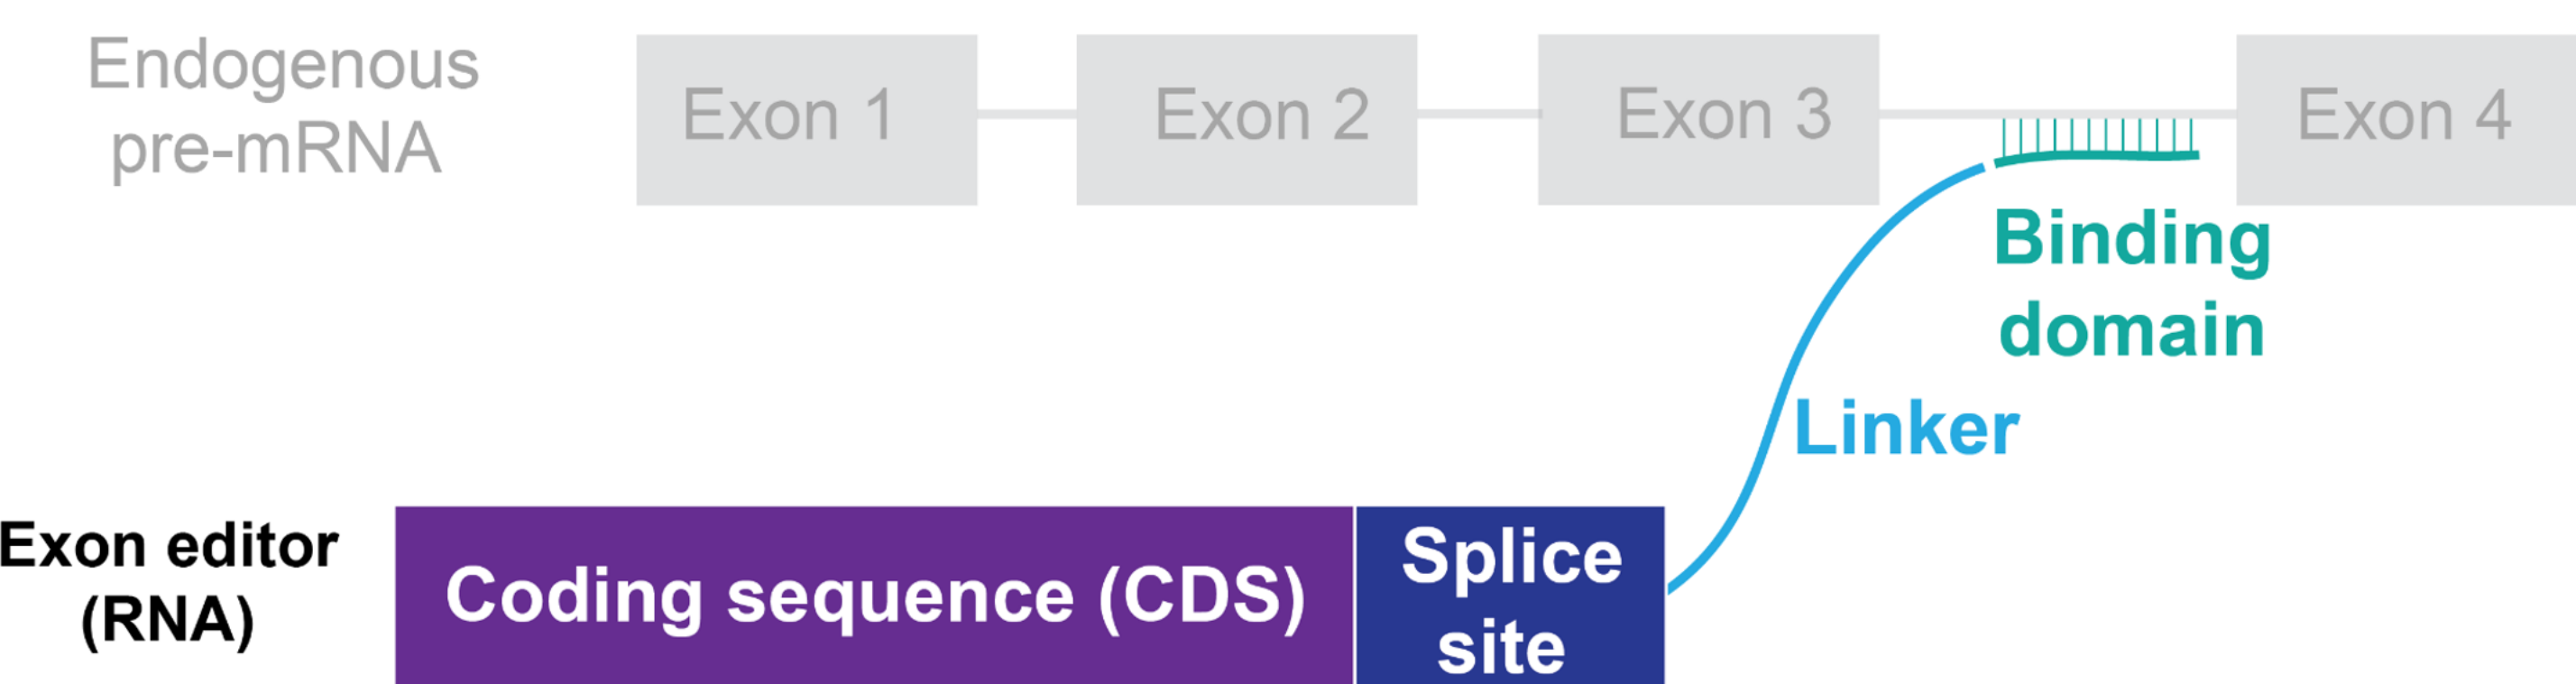 Endogenous
pre-mRNA
Exon 1
Exon 2
Exon 3
Exon 4
Binding
domain
Linker
Exon editor
(RNA)
Coding sequence (CDS)
Splice
site